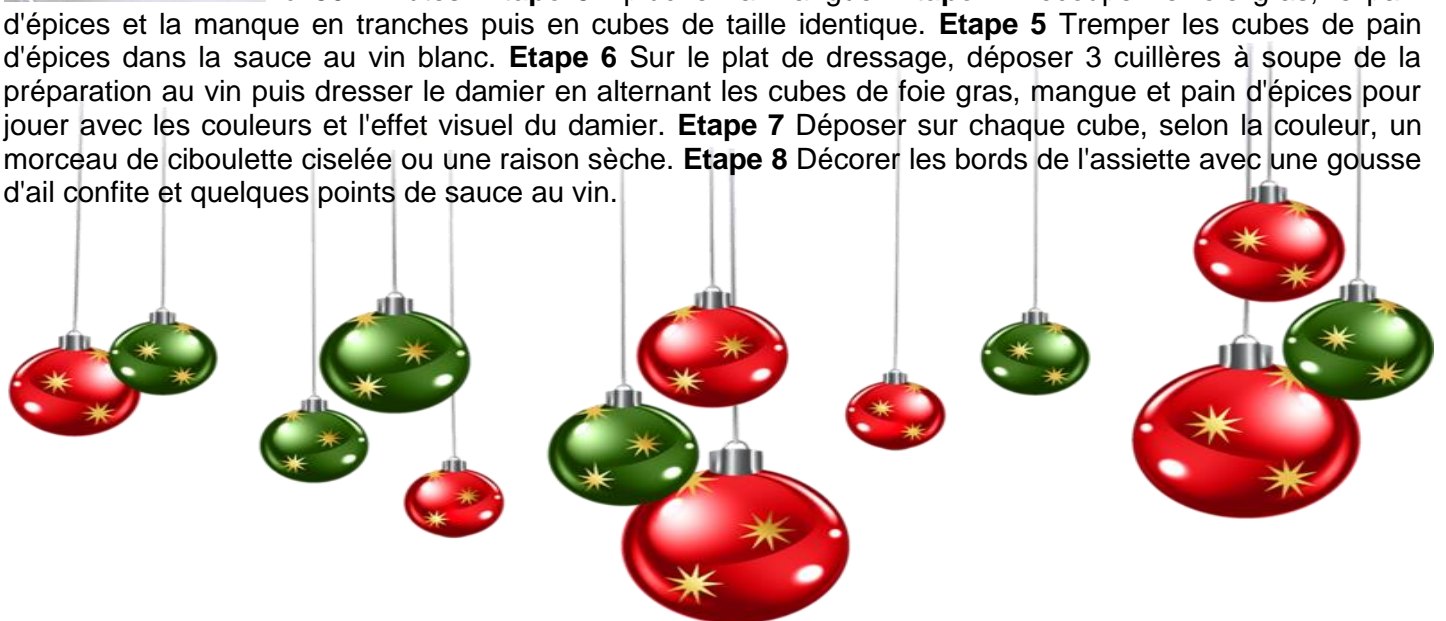 d'épices et la manque en tranches puis en cubes de taille identique. Etape 5 Tremper les cubes de pain
d'épices dans la sauce au vin blanc. Etape 6 Sur le plat de dressage, déposer 3 cuillères à soupe de la
préparation au vin puis dresser le damier en alternant les cubes de foie gras, mangue et pain d'épices pour
jouer avec les couleurs et l'effet visuel du damier. Etape 7 Déposer sur chaque cube, selon la couleur, un
morceau de ciboulette ciselée ou une raison sèche. Etape 8 Décorer les bords de l'assiette avec une gousse
d'ail confite et quelques points de sauce au vin.